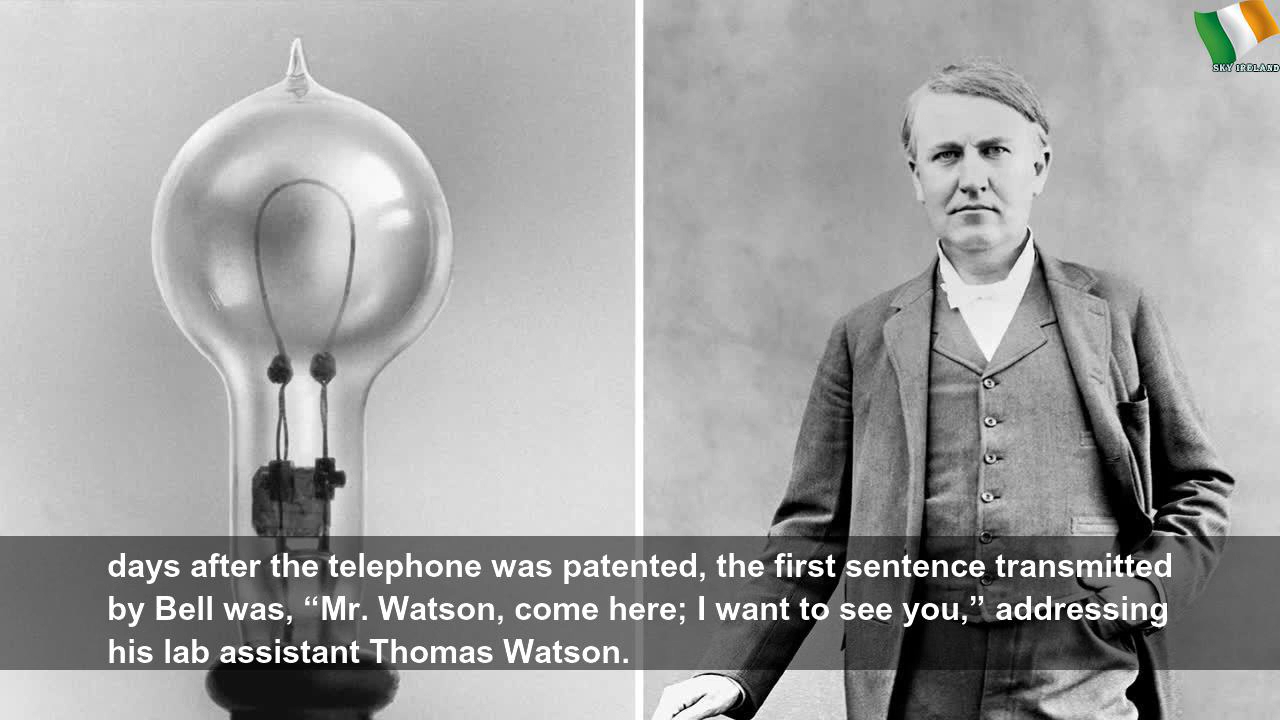 SKY IRELAND
days after the telephone was patented, the first sentence transmitted
by Bell was, “Mr. Watson, come here; I want to see you,” addressing
his lab assistant Thomas Watson.